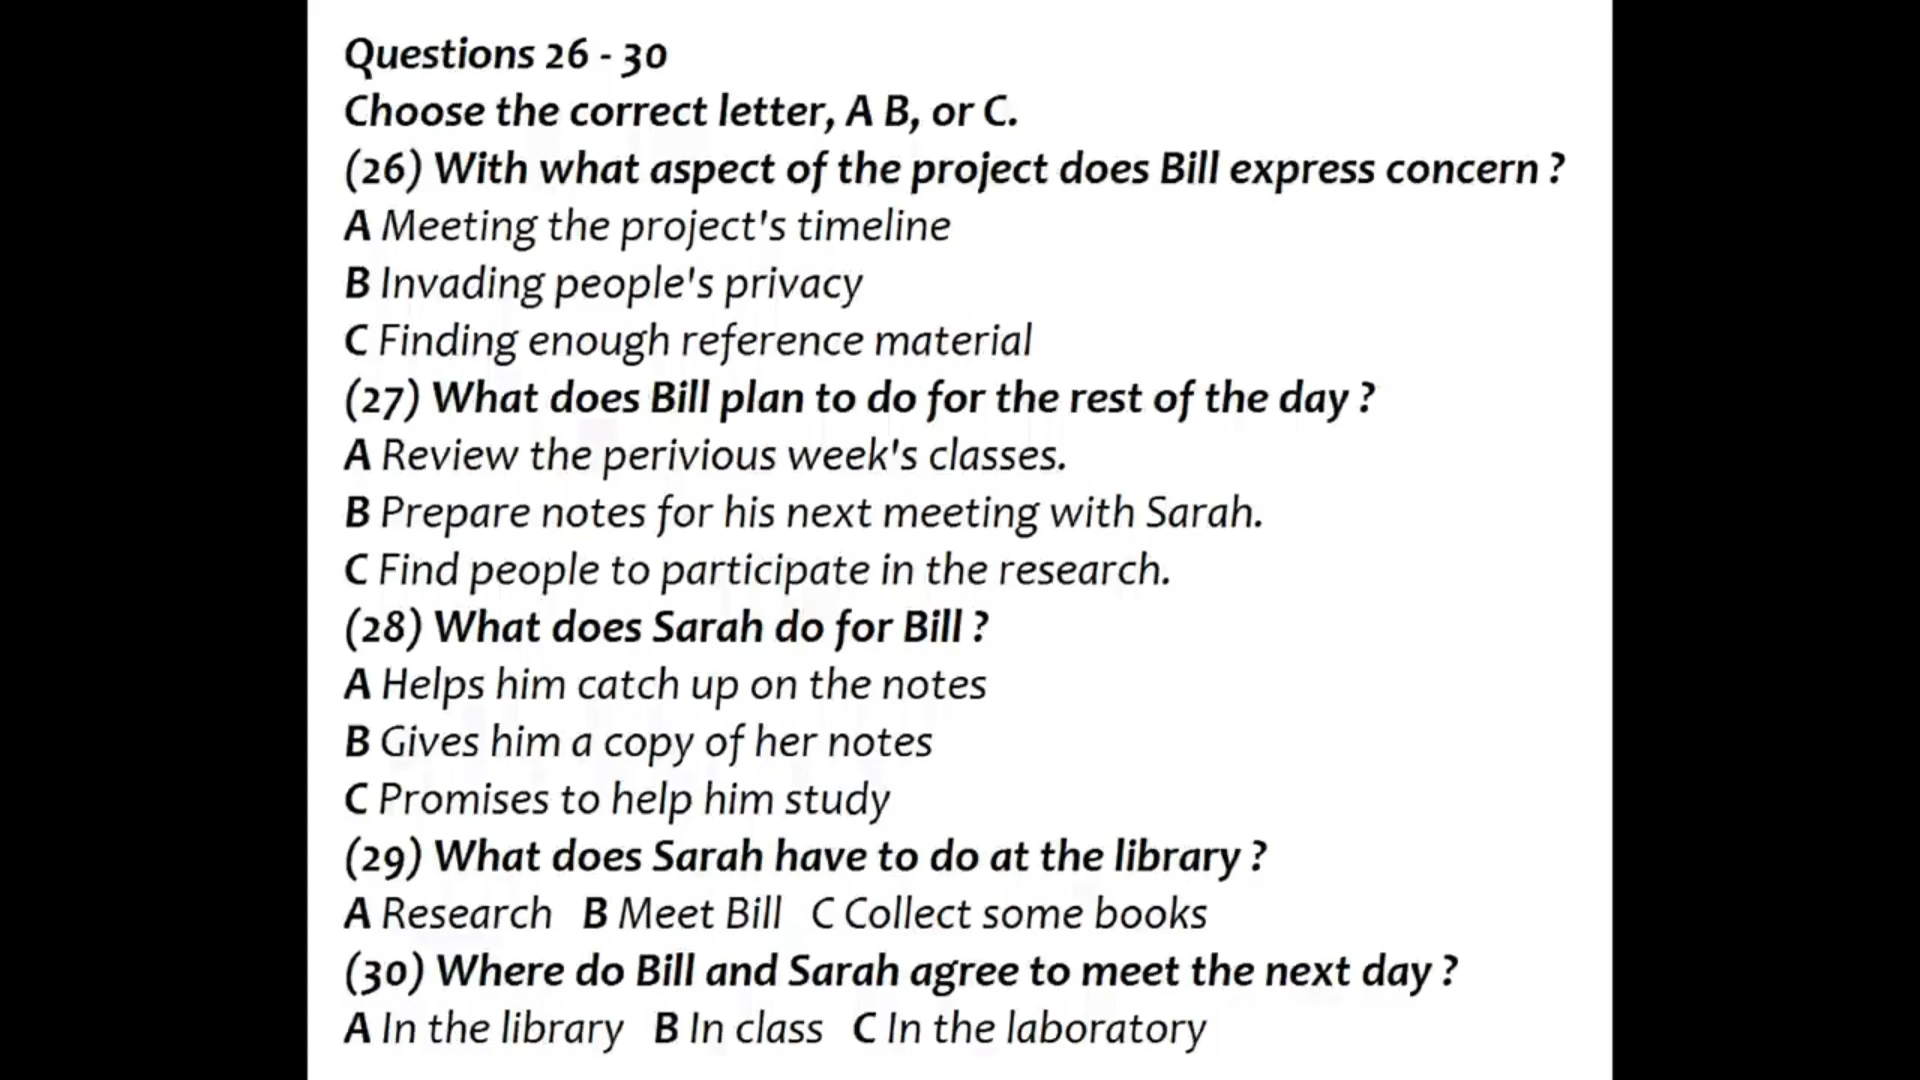 Questions 26 - 30
Choose the correct letter, A B, or C.
(26) With what aspect of the project does Bill express concern ?
A Meeting the project's timeline
B Invading people's privacy
C Finding enough reference material
(27) What does Bill plan to do for the rest of the day ?
A Review the perivious week's classes.
B Prepare notes for his next meeting with Sarah.
C Find people to participate in the research.
(28) What does Sarah do for Bill ?
A Helps him catch up on the notes
B Gives him a copy of her notes
C Promises to help him study
(29) What does Sarah have to do at the library ?
A Research B Meet Bill C Collect some books
(30) Where do Bill and Sarah agree to meet the next day ?
A In the library B In class C In the laboratory